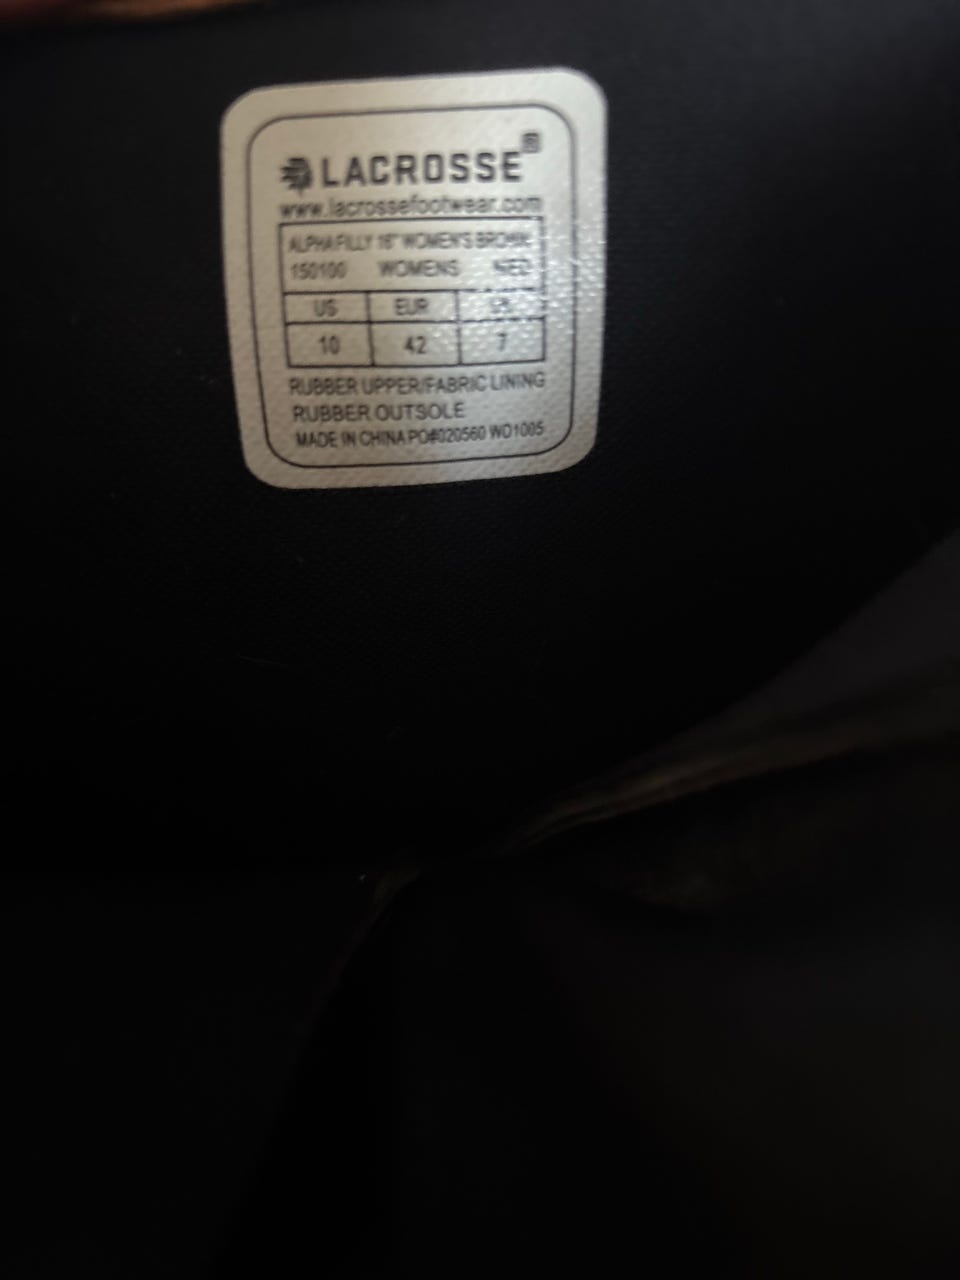 LACROSSE®
www.lacrossefootwear.com
ALPHA FILLY 16" WOMEN'S BROWN
150100 WOMENS MED
US EUR UK
10 42 7
RUBBER UPPER/FABRIC LINING
RUBBER OUTSOLE
MADE IN CHINA PO#020560 WO1005